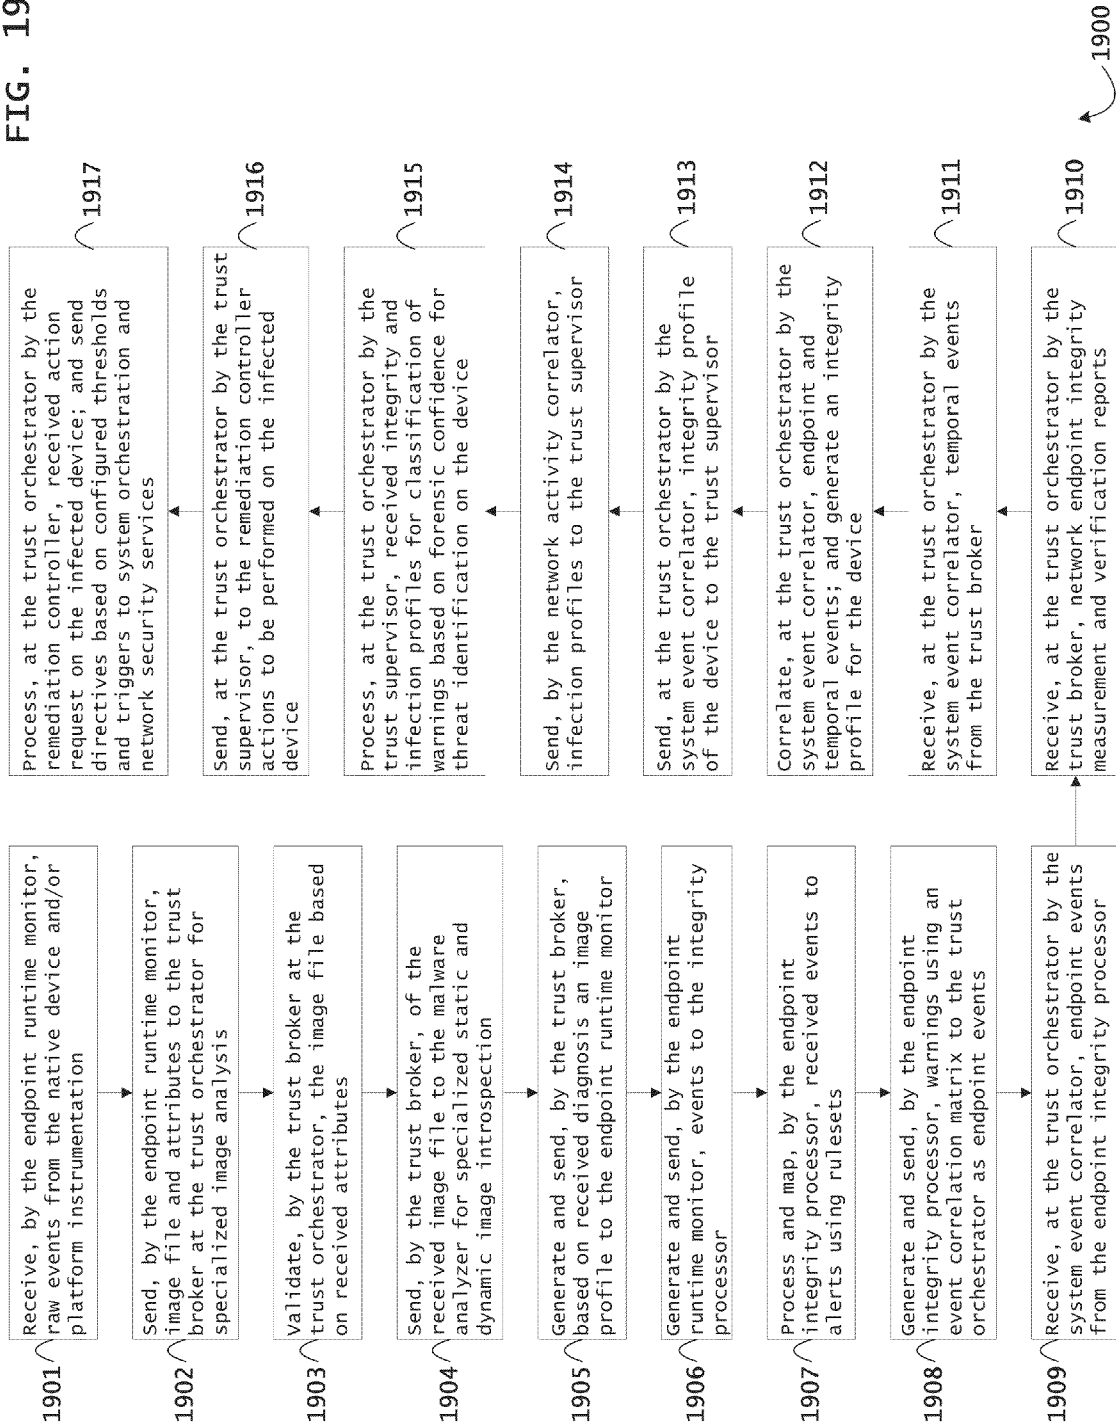 FIG. 19
1900
1901
Receive, by the endpoint runtime monitor,
raw events from the native device and/or
platform instrumentation
1902
Send, by the endpoint runtime monitor,
image file and attributes to the trust
broker at the trust orchestrator for
specialized image analysis
1903
Validate, by the trust broker at the
trust orchestrator, the image file based
on received attributes
1904
Send, by the trust broker, of the
received image file to the malware
analyzer for specialized static and
dynamic image introspection
1905
Generate and send, by the trust broker,
based on received diagnosis an image
profile to the endpoint runtime monitor
1906
Generate and send, by the endpoint
runtime monitor, events to the integrity
processor
1907
Process and map, by the endpoint
integrity processor, received events to
alerts using rulesets
1908
Generate and send, by the endpoint
integrity processor, warnings using an
event correlation matrix to the trust
orchestrator as endpoint events
1909
Receive, at the trust orchestrator by the
system event correlator, endpoint events
from the endpoint integrity processor
1910
Receive, at the trust orchestrator by the
trust broker, network endpoint integrity
measurement and verification reports
1911
Receive, at the trust orchestrator by the
system event correlator, temporal events
from the trust broker
1912
Correlate, at the trust orchestrator by the
system event correlator, endpoint and
temporal events; and generate an integrity
profile for the device
1913
Send, at the trust orchestrator by the
system event correlator, integrity profile
of the device to the trust supervisor
1914
Send, by the network activity correlator,
infection profiles to the trust supervisor
1915
Process, at the trust orchestrator by the
trust supervisor, received integrity and
infection profiles for classification of
warnings based on forensic confidence for
threat identification on the device
1916
Send, at the trust orchestrator by the trust
supervisor, to the remediation controller
actions to be performed on the infected
device
1917
Process, at the trust orchestrator by the
remediation controller, received action
request on the infected device; and send
directives based on configured thresholds
and triggers to system orchestration and
network security services